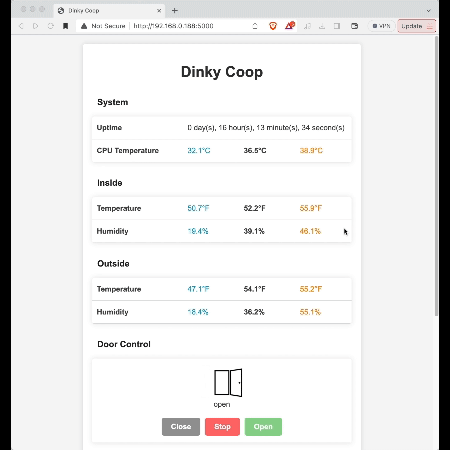 Dinky Coop
Not Secure http://192.168.0.188:5000 VPN Update
Dinky Coop
System
Uptime 0 day(s), 16 hour(s), 13 minute(s), 34 second(s)
CPU Temperature 32.1°C 36.5°C 38.9°C
Inside
Temperature 50.7°F 52.2°F 55.9°F
Humidity 19.4% 39.1% 46.1%
Outside
Temperature 47.1°F 54.1°F 55.2°F
Humidity 18.4% 36.2% 55.1%
Door Control
open
Close Stop Open